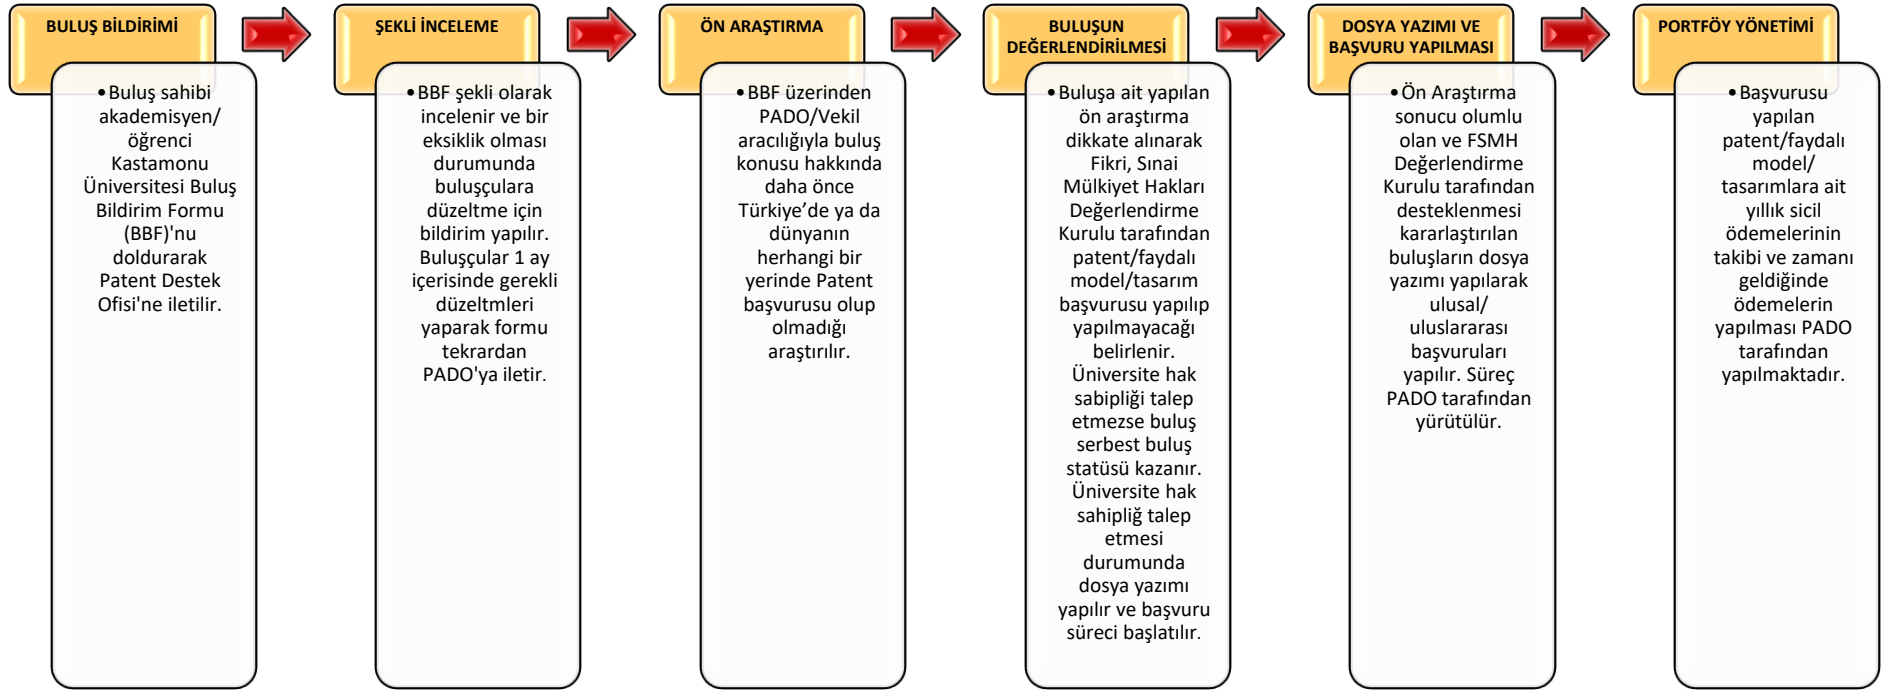 BULUŞ BİLDİRİMİ
•Buluş sahibi
akademisyen/
öğrenci
Kastamonu
Üniversitesi Buluş
Bildirim Formu
(BBF)'nu
doldurarak
Patent Destek
Ofisi'ne iletilir.
ŞEKLİ İNCELEME
•BBF şekli olarak
incelenir ve bir
eksiklik olması
durumunda
buluşçulara
düzeltme için
bildirim yapılır.
Buluşçular 1 ay
içerisinde gerekli
düzeltmleri
yaparak formu
tekrardan
PADO'ya iletir.
ÖN ARAŞTIRMA
•BBF üzerinden
PADO/Vekil
aracılığıyla buluş
konusu hakkında
daha önce
Türkiye’de ya da
dünyanın
herhangi bir
yerinde Patent
başvurusu olup
olmadığı
araştırılır.
BULUŞUN
DEĞERLENDİRİLMESİ
•Buluşa ait yapılan
ön araştırma
dikkate alınarak
Fikri, Sınai
Mülkiyet Hakları
Değerlendirme
Kurulu tarafından
patent/faydalı
model/tasarım
başvurusu yapılıp
yapılmayacağı
belirlenir.
Üniversite hak
sabipliği talep
etmezse buluş
serbest buluş
statüsü kazanır.
Üniversite hak
sahipliğ talep
etmesi
durumunda
dosya yazımı
yapılır ve başvuru
süreci başlatılır.
DOSYA YAZIMI VE
BAŞVURU YAPILMASI
•Ön Araştırma
sonucu olumlu
olan ve FSMH
Değerlendirme
Kurulu tarafından
desteklenmesi
kararlaştırılan
buluşların dosya
yazımı yapılarak
ulusal/
uluslararası
başvuruları
yapılır. Süreç
PADO tarafından
yürütülür.
PORTFÖY YÖNETİMİ
•Başvurusu
yapılan
patent/faydalı
model/
tasarımlara ait
yıllık sicil
ödemelerinin
takibi ve zamanı
geldiğinde
ödemelerin
yapılması PADO
tarafından
yapılmaktadır.